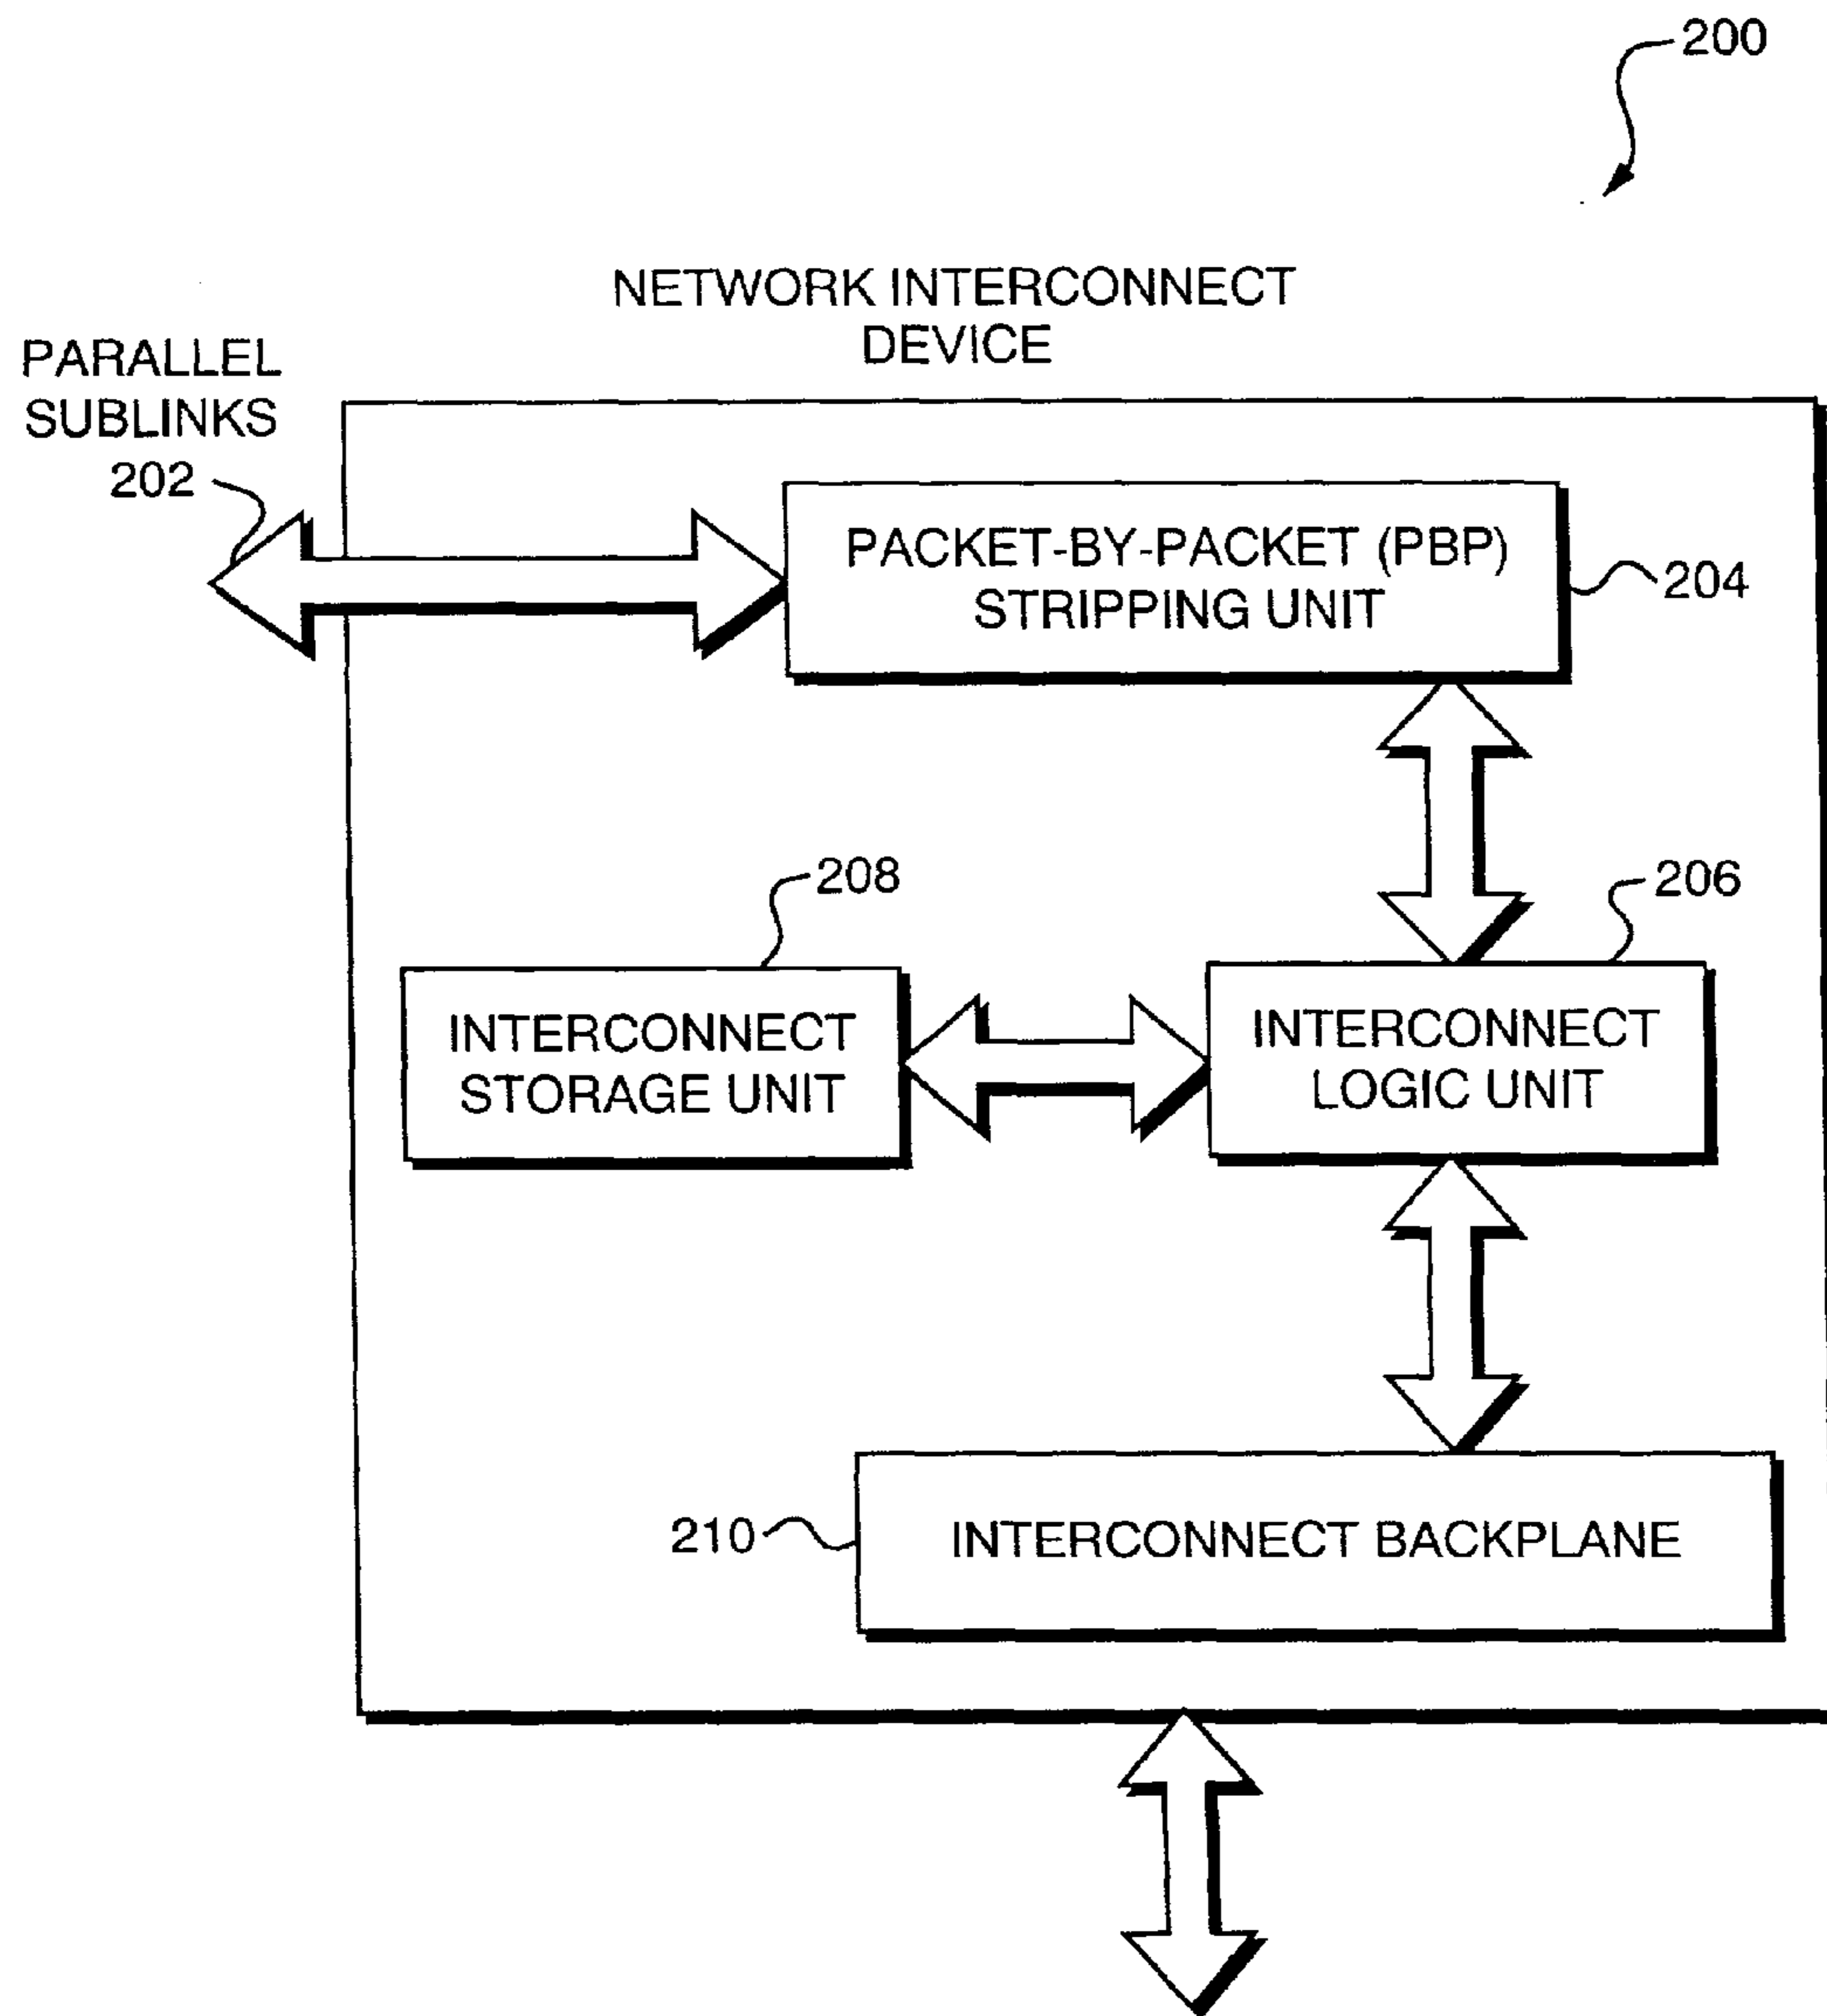 200
NETWORK INTERCONNECT
DEVICE
PARALLEL
SUBLINKS
202
PACKET-BY-PACKET (PBP)
STRIPPING UNIT
204
208
206
INTERCONNECT
STORAGE UNIT
INTERCONNECT
LOGIC UNIT
210
INTERCONNECT BACKPLANE